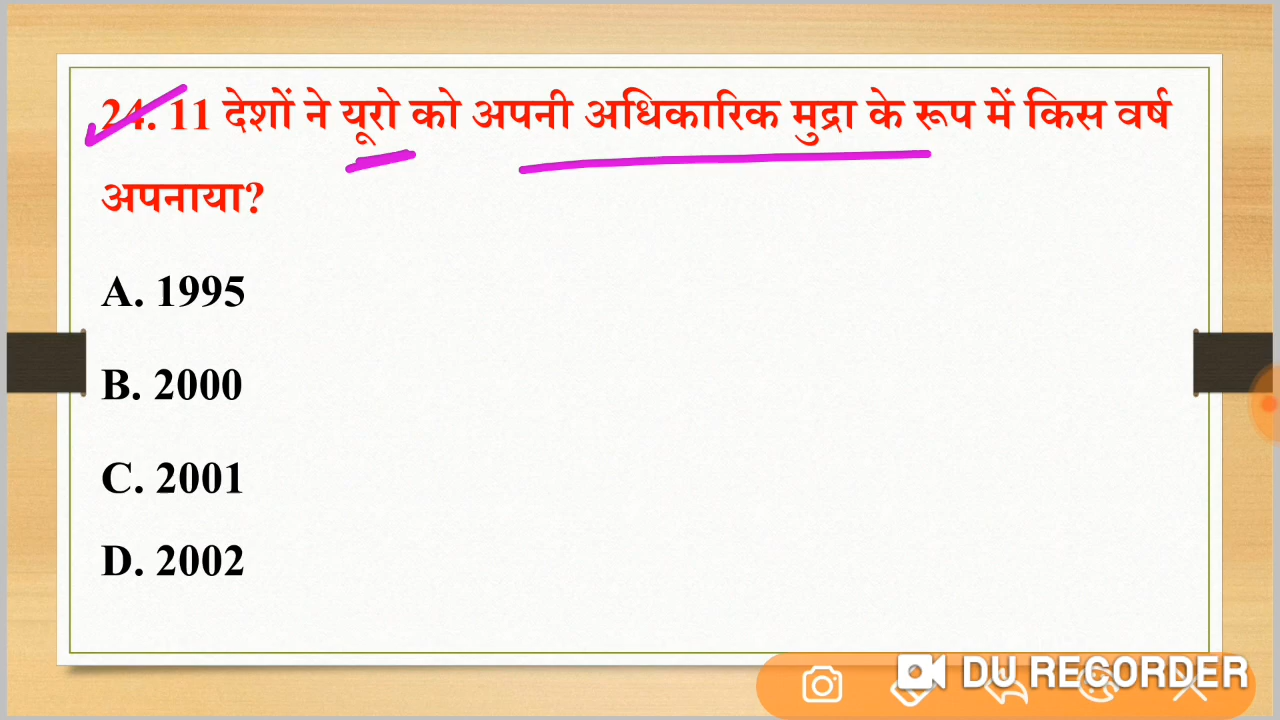 24. 11 देशों ने यूरो को अपनी अधिकारिक मुद्रा के रूप में किस वर्ष
अपनाया?
A. 1995
B. 2000
C. 2001
D. 2002
DU RECORDER